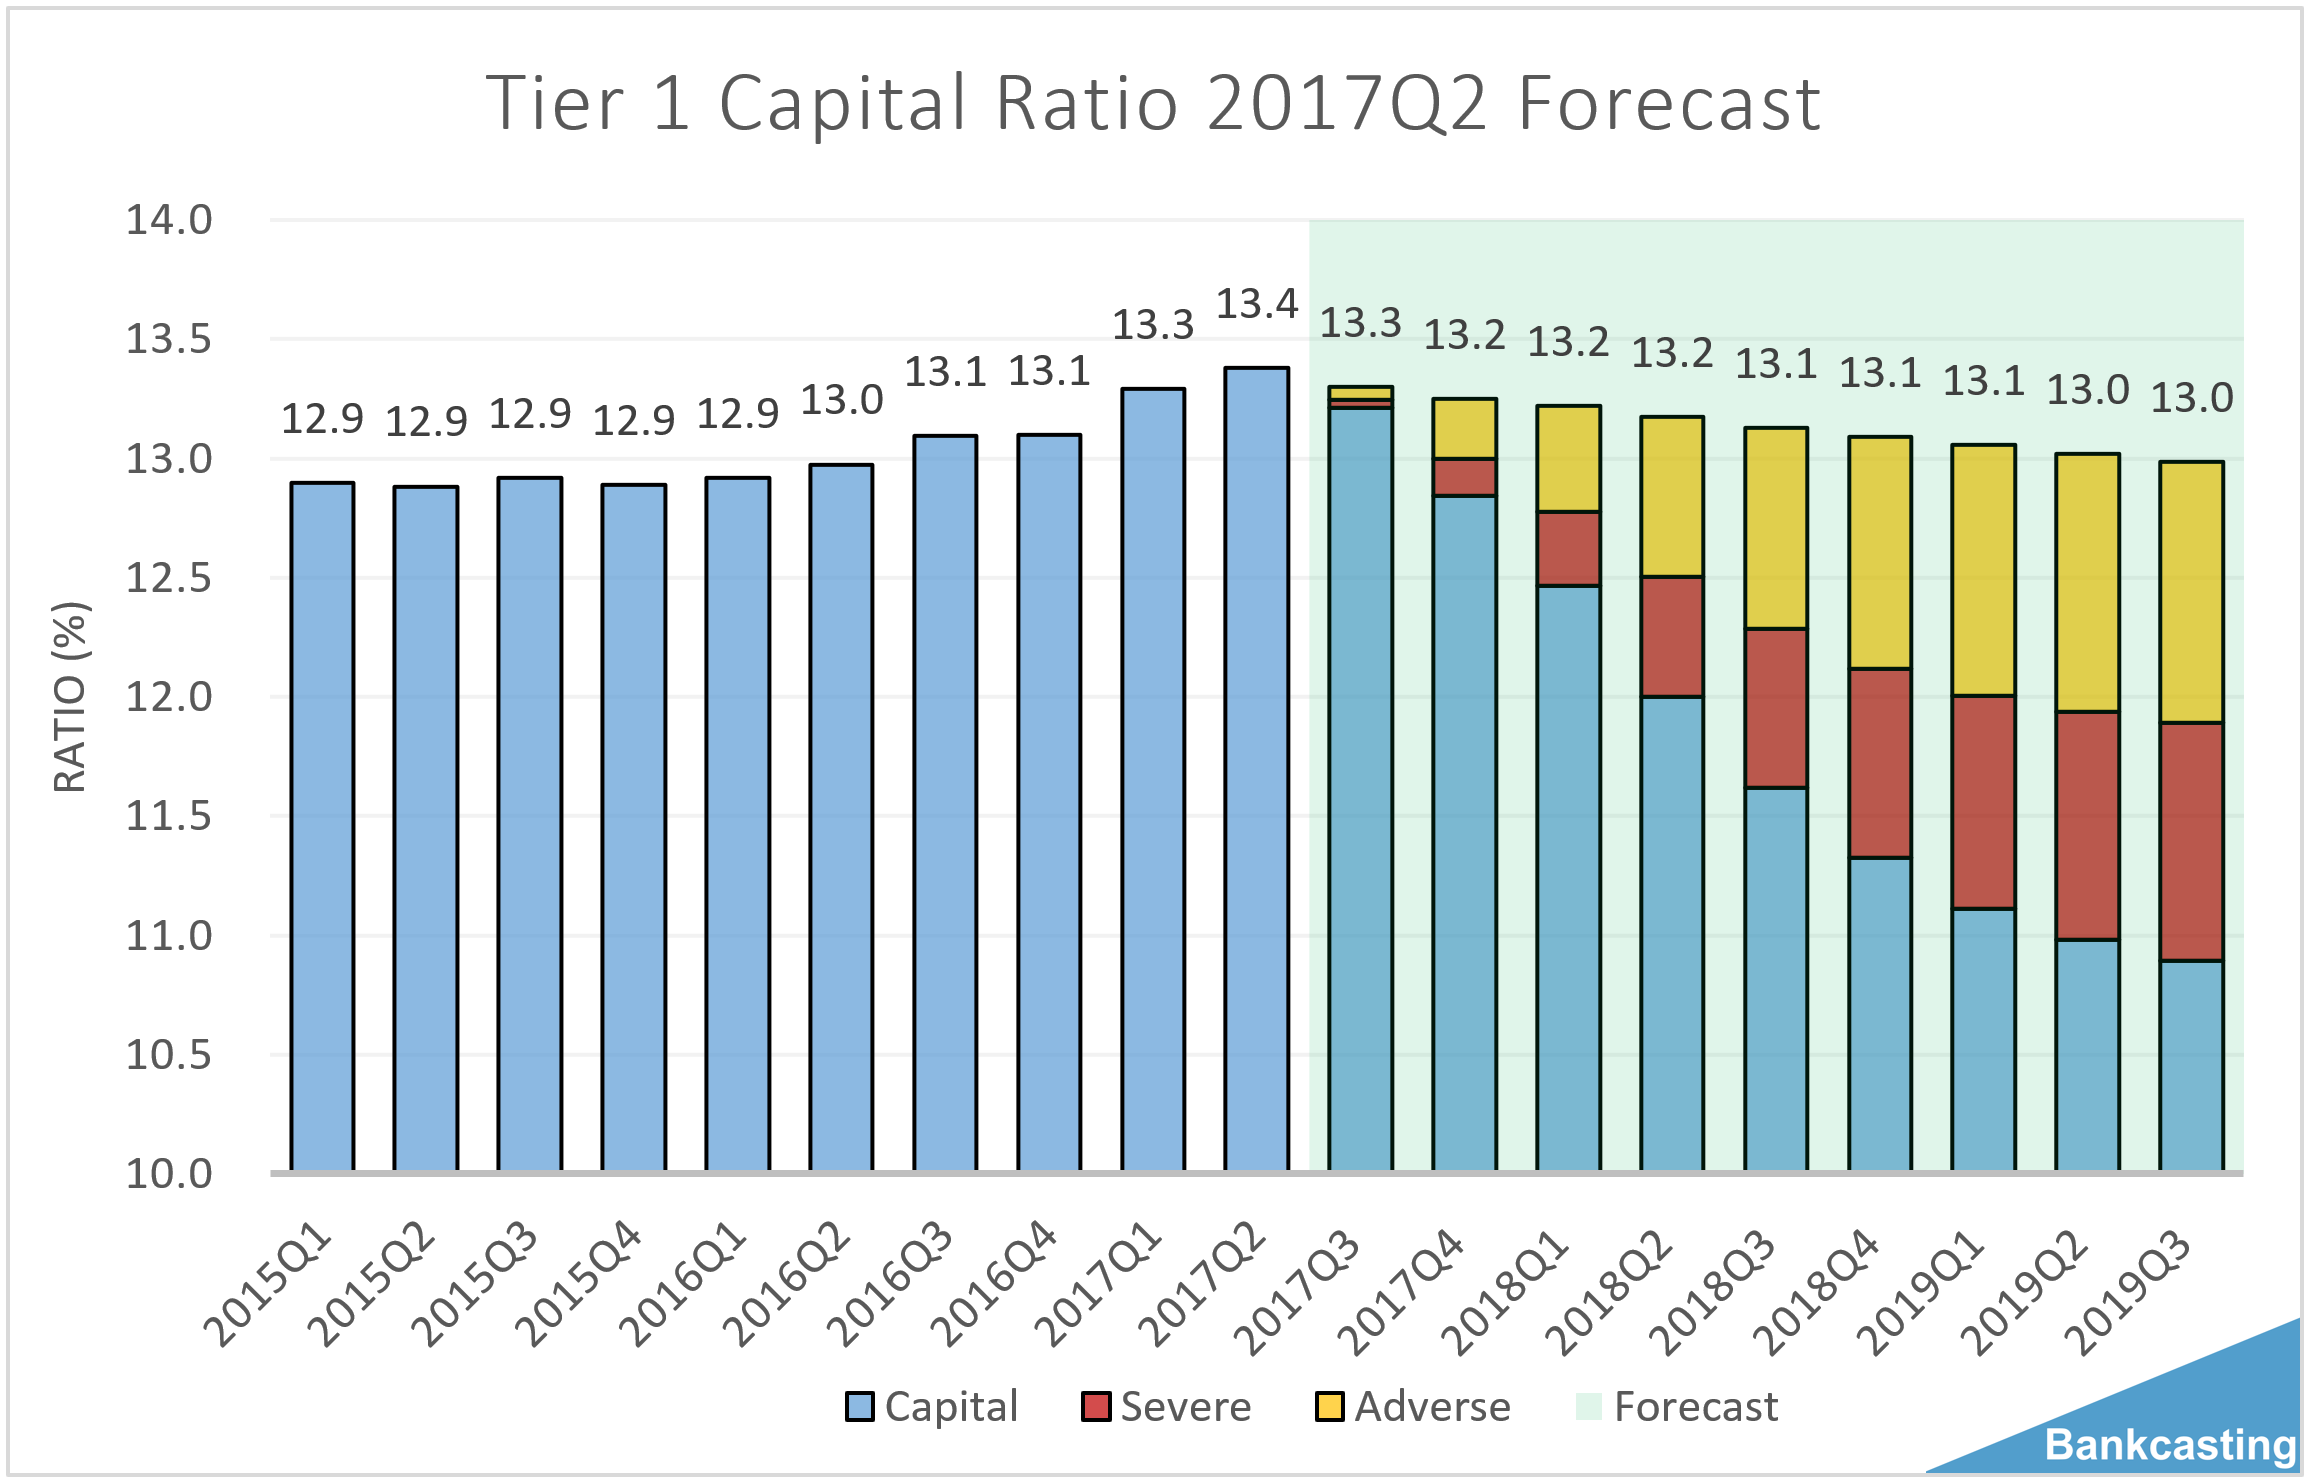 Tier 1 Capital Ratio 2017Q2 Forecast
RATIO (%)
14.0
13.5
13.0
12.5
12.0
11.5
11.0
10.5
10.0
12.9
12.9
12.9
12.9
12.9
13.0
13.1
13.1
13.3
13.4
13.3
13.2
13.2
13.2
13.1
13.1
13.1
13.0
13.0
2015Q1
2015Q2
2015Q3
2015Q4
2016Q1
2016Q2
2016Q3
2016Q4
2017Q1
2017Q2
2017Q3
2017Q4
2018Q1
2018Q2
2018Q3
2018Q4
2019Q1
2019Q2
2019Q3
Capital
Severe
Adverse
Forecast
Bankcasting